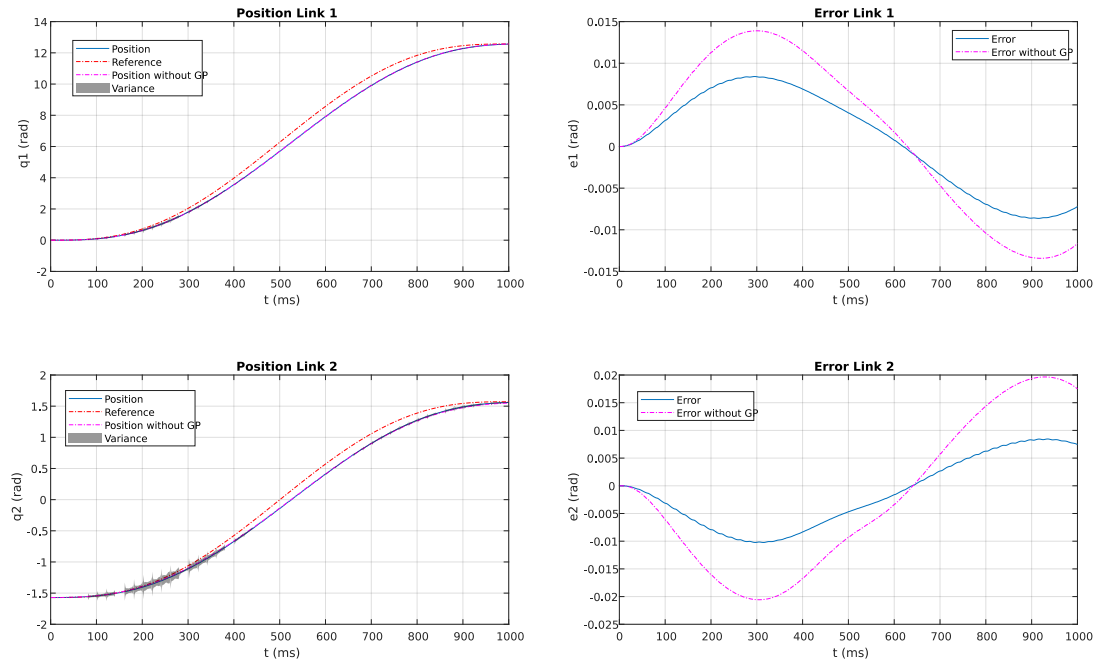 Position Link 1
14
12
10
8
6
4
2
0
-2
q1 (rad)
Position
Reference
Position without GP
Variance
0 100 200 300 400 500 600 700 800 900 1000
t (ms)
Error Link 1
0.015
0.01
0.005
0
-0.005
-0.01
-0.015
e1 (rad)
Error
Error without GP
0 100 200 300 400 500 600 700 800 900 1000
t (ms)
Position Link 2
2
1.5
1
0.5
0
-0.5
-1
-1.5
-2
q2 (rad)
Position
Reference
Position without GP
Variance
0 100 200 300 400 500 600 700 800 900 1000
t (ms)
Error Link 2
0.02
0.015
0.01
0.005
0
-0.005
-0.01
-0.015
-0.02
-0.025
e2 (rad)
Error
Error without GP
0 100 200 300 400 500 600 700 800 900 1000
t (ms)